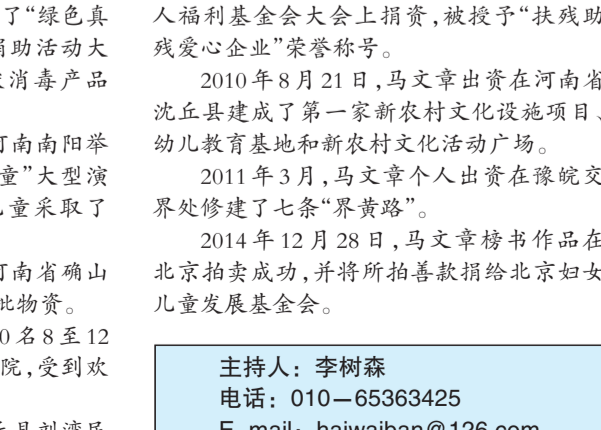 了“绿色真
捐助活动大
消毒产品
河南南阳举
童”大型演
儿童采取了
河南省确山
批物资。
0名8至12
院，受到欢
人福利基金会大会上捐资，被授予“扶残助
残爱心企业”荣誉称号。
2010年8月21日，马文章出资在河南省
沈丘县建成了第一家新农村文化设施项目、
幼儿教育基地和新农村文化活动广场。
2011年3月，马文章个人出资在豫皖交
界处修建了七条“界黄路”。
2014年12月28日，马文章榜书作品在
北京拍卖成功，并将所拍善款捐给北京妇女
儿童发展基金会。
主持人：李树森
电话：010—65363425
E-mail：haiwaiban@126.com